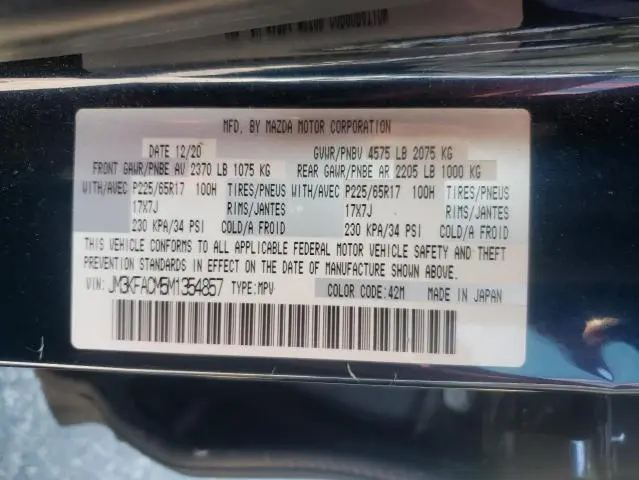 MFD. BY MAZDA MOTOR CORPORATION
DATE 12/20 GVWR/PNBV 4575 LB 2075 KG
FRONT GAWR/PNBE AV 2370 LB 1075 KG REAR GAWR/PNBE AR 2205 LB 1000 KG
WITH/AVEC P225/65R17 100H TIRES/PNEUS WITH/AVEC P225/65R17 100H TIRES/PNEUS
17X7J RIMS/JANTES 17X7J RIMS/JANTES
230 KPA/34 PSI COLD/A FROID 230 KPA/34 PSI COLD/A FROID
THIS VEHICLE CONFORMS TO ALL APPLICABLE FEDERAL MOTOR VEHICLE SAFETY AND THEFT
PREVENTION STANDARDS IN EFFECT ON THE DATE OF MANUFACTURE SHOWN ABOVE.
VIN: JM3KFACM5M1354857 TYPE:MPV COLOR CODE:42M MADE IN JAPAN